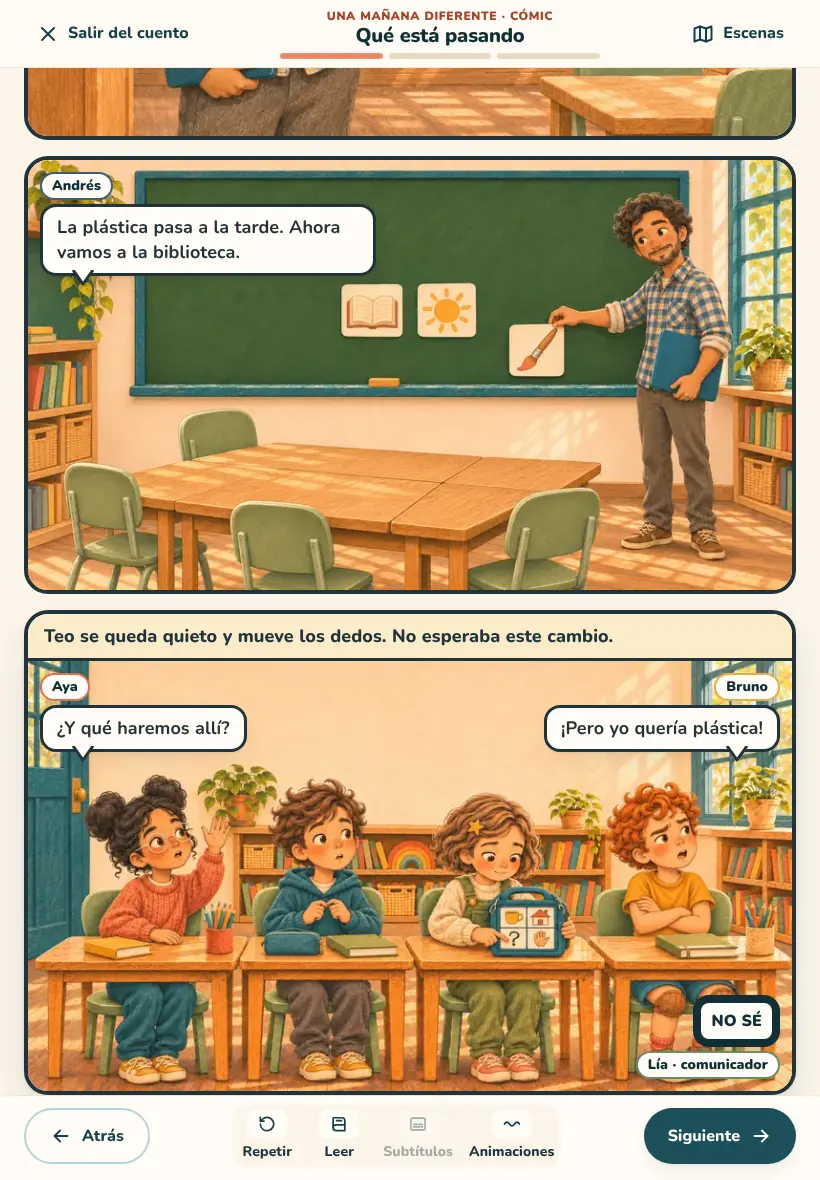 Salir del cuento
UNA MAÑANA DIFERENTE · CÓMIC
Qué está pasando
Escenas
Andrés
La plástica pasa a la tarde. Ahora
vamos a la biblioteca.
Teo se queda quieto y mueve los dedos. No esperaba este cambio.
Aya
¿Y qué haremos allí?
Bruno
¡Pero yo quería plástica!
?
NO SÉ
Lía · comunicador
Atrás
Repetir
Leer
Subtítulos
Animaciones
Siguiente